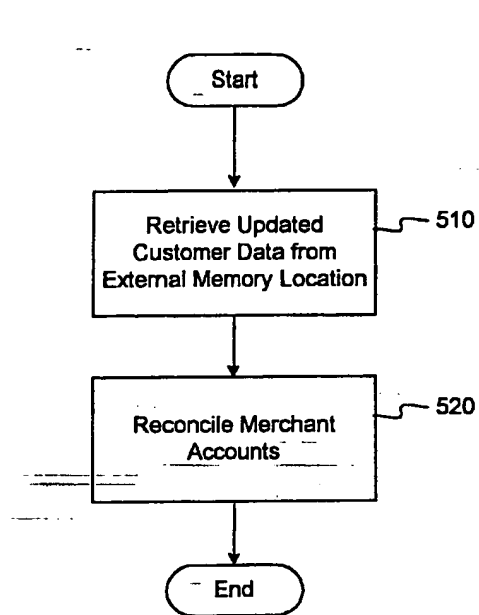 Start
Retrieve Updated
Customer Data from
External Memory Location
510
Reconcile Merchant
Accounts
520
End